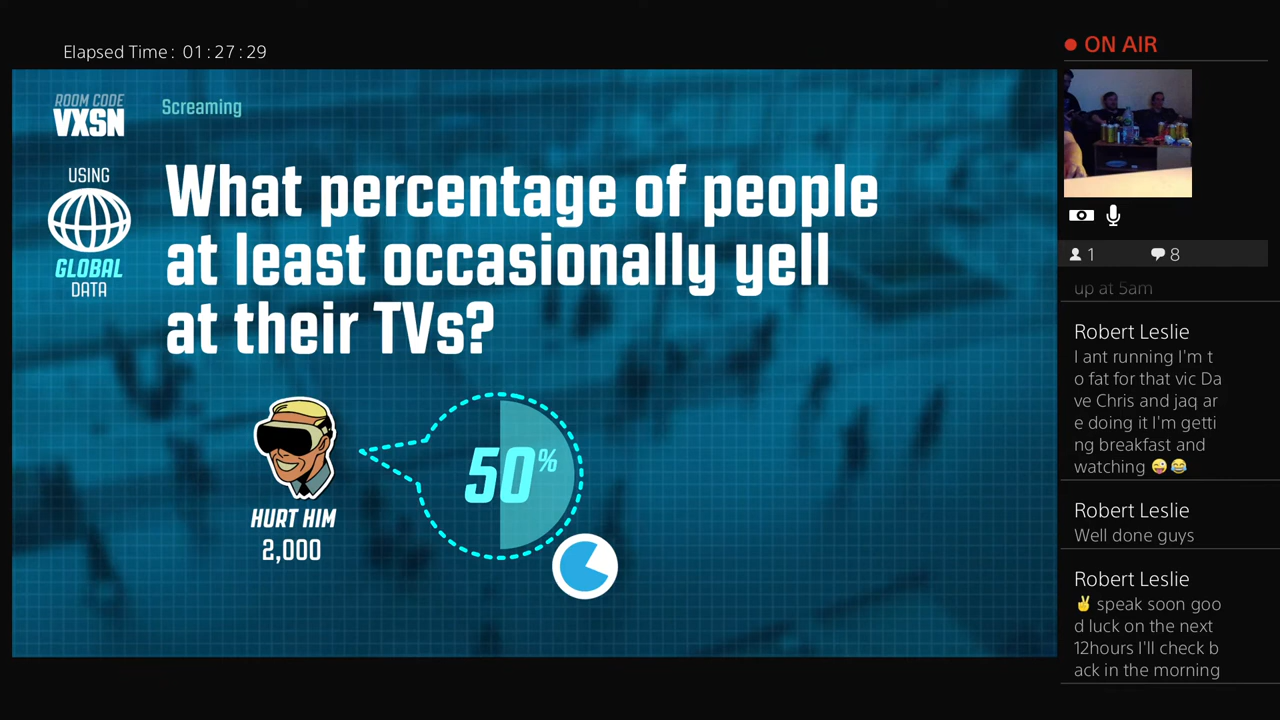 Elapsed Time: 01:27:29
ON AIR
ROOM CODE
VXSN
Screaming
USING
GLOBAL
DATA
What percentage of people
at least occasionally yell
at their TVs?
HURT HIM
2,000
50%
1
8
up at 5am
Robert Leslie
I ant running I'm t
o fat for that vic Da
ve Chris and jaq ar
e doing it I'm getti
ng breakfast and
watching 😜😂
Robert Leslie
Well done guys
Robert Leslie
✌ speak soon goo
d luck on the next
12hours I'll check b
ack in the morning